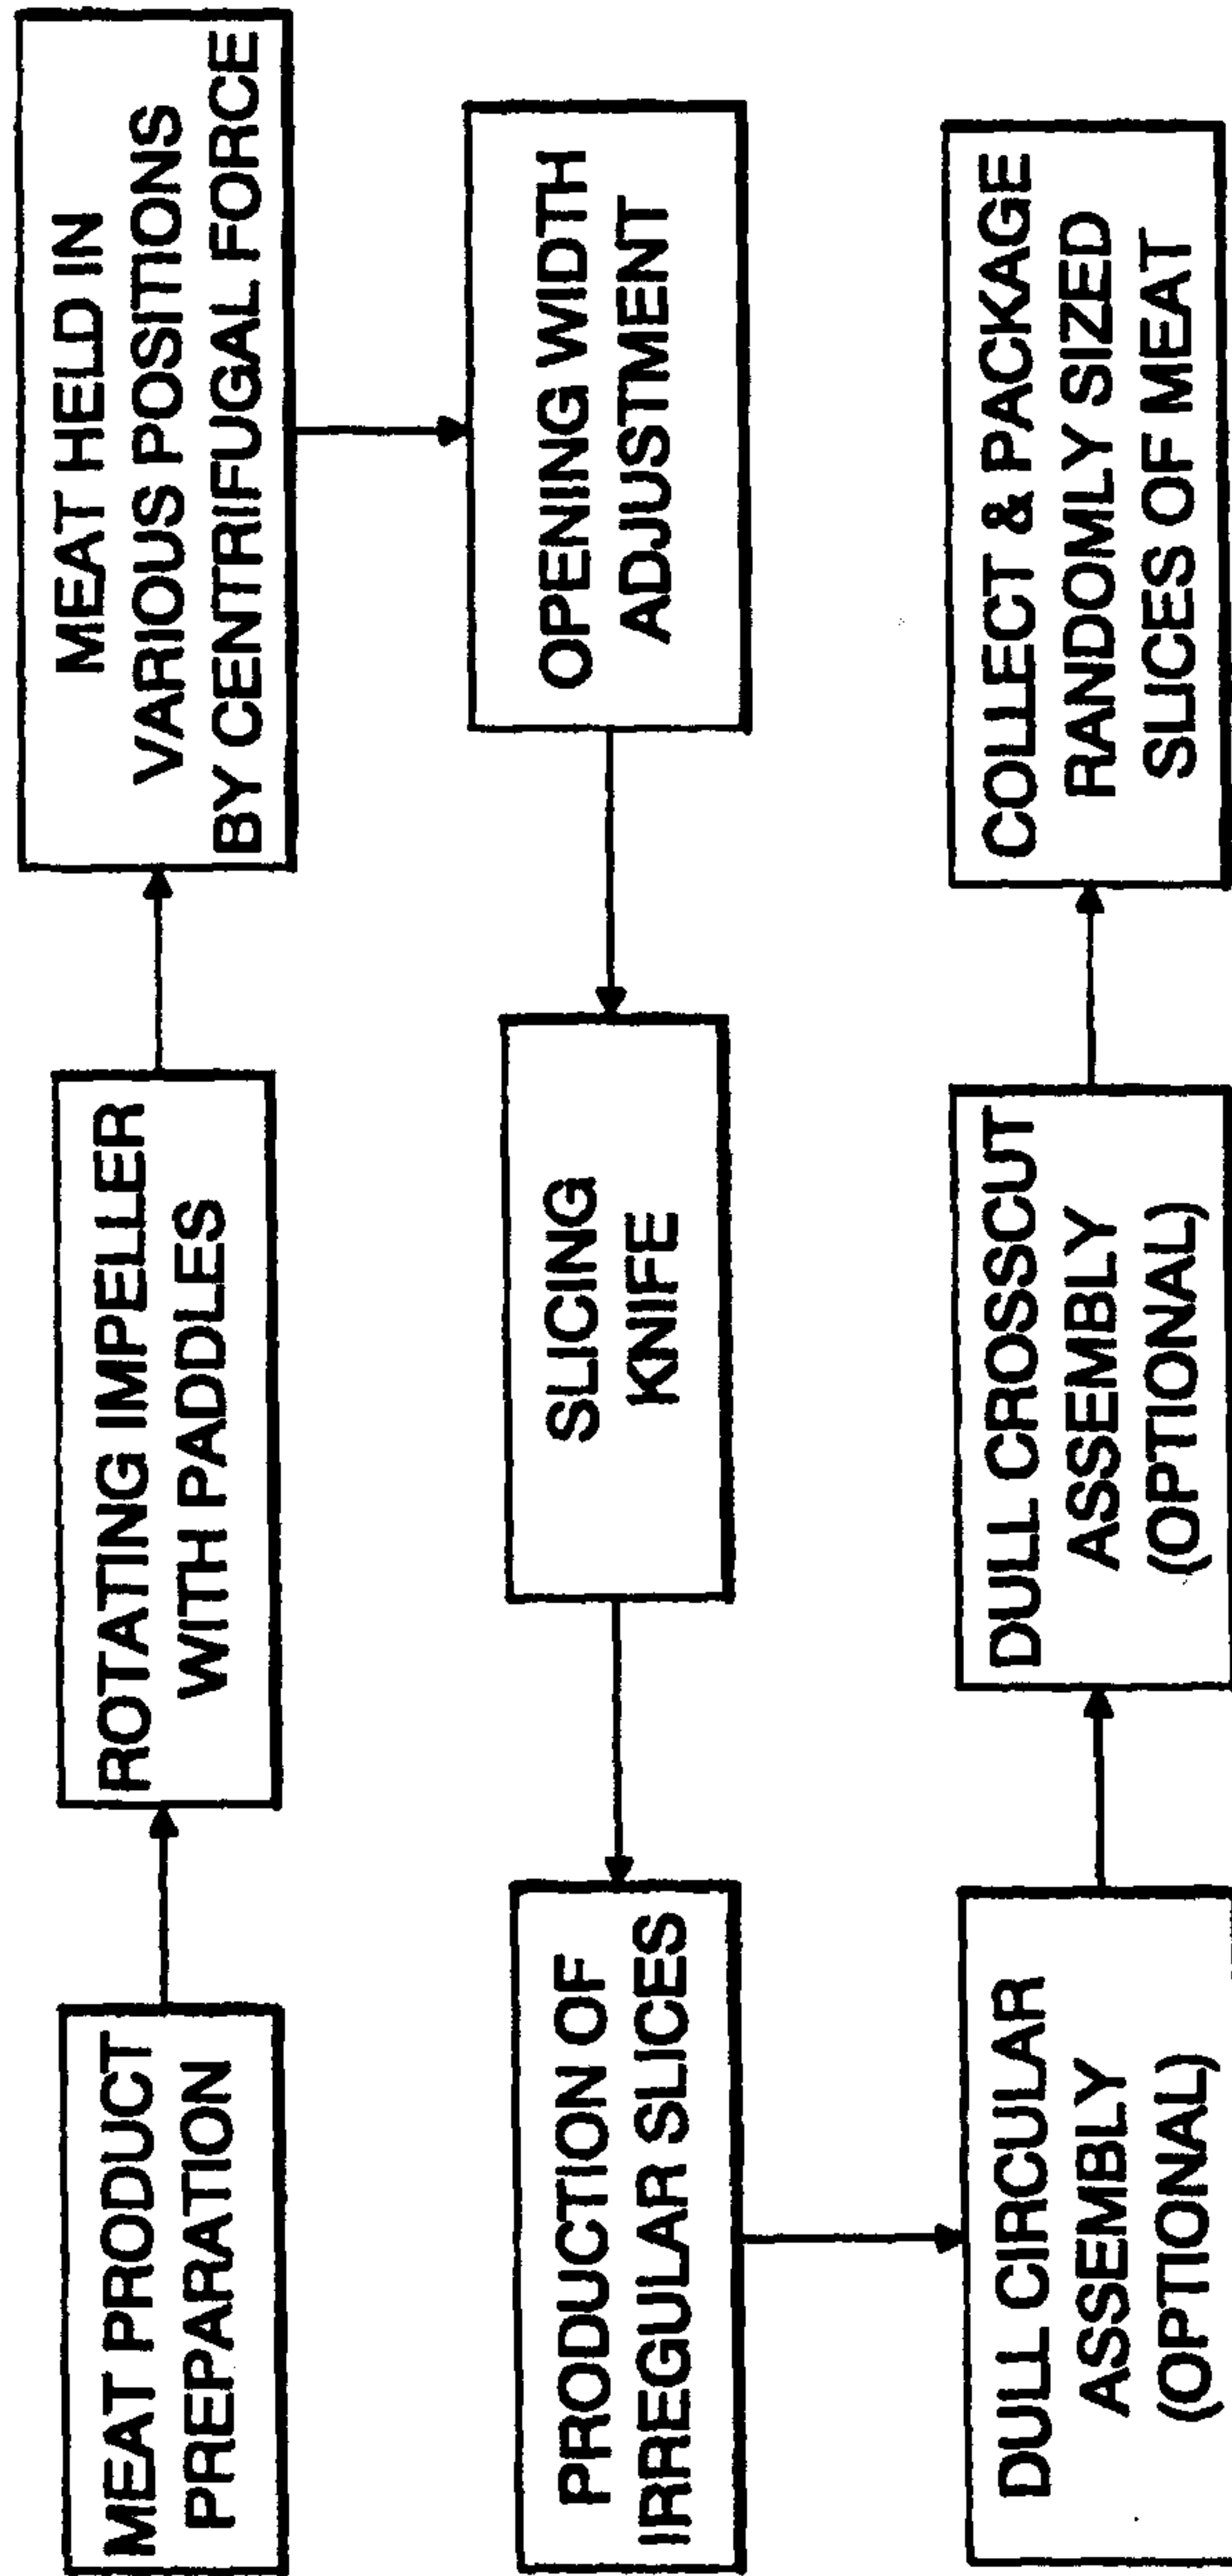 MEAT PRODUCT
PREPARATION
ROTATING IMPELLER
WITH PADDLES
MEAT HELD IN
VARIOUS POSITIONS
BY CENTRIFUGAL FORCE
OPENING WIDTH
ADJUSTMENT
SLICING
KNIFE
PRODUCTION OF
IRREGULAR SLICES
DULL CIRCULAR
ASSEMBLY
(OPTIONAL)
DULL CROSSCUT
ASSEMBLY
(OPTIONAL)
COLLECT & PACKAGE
RANDOMLY SIZED
SLICES OF MEAT